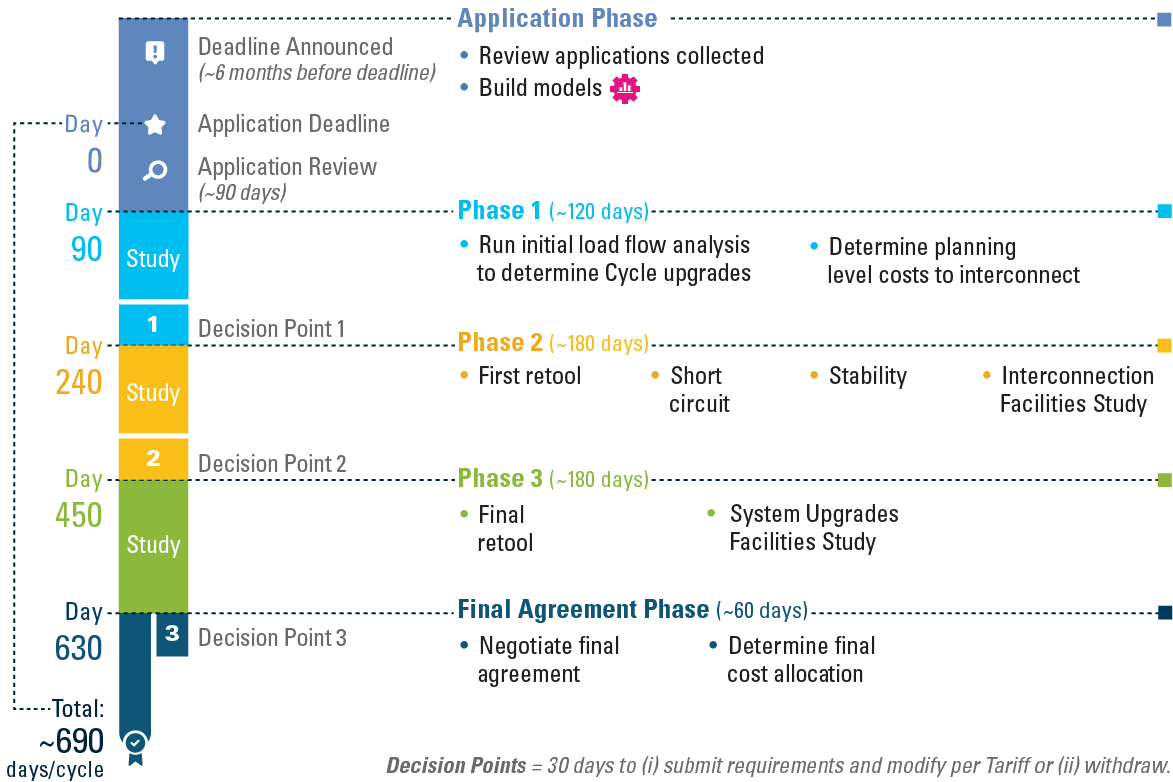 Application Phase
Deadline Announced
(~6 months before deadline)
• Review applications collected
• Build models
Day
0
Application Deadline
Application Review
(~90 days)
Day
90
Phase 1 (~120 days)
Study
• Run initial load flow analysis
to determine Cycle upgrades
• Determine planning
level costs to interconnect
1
Decision Point 1
Day
240
Phase 2 (~180 days)
Study
• First retool
• Short
circuit
• Stability
• Interconnection
Facilities Study
2
Decision Point 2
Day
450
Phase 3 (~180 days)
Study
• Final
retool
• System Upgrades
Facilities Study
Day
630
Final Agreement Phase (~60 days)
3
Decision Point 3
• Negotiate final
agreement
• Determine final
cost allocation
Total:
~690
days/cycle
Decision Points = 30 days to (i) submit requirements and modify per Tariff or (ii) withdraw.